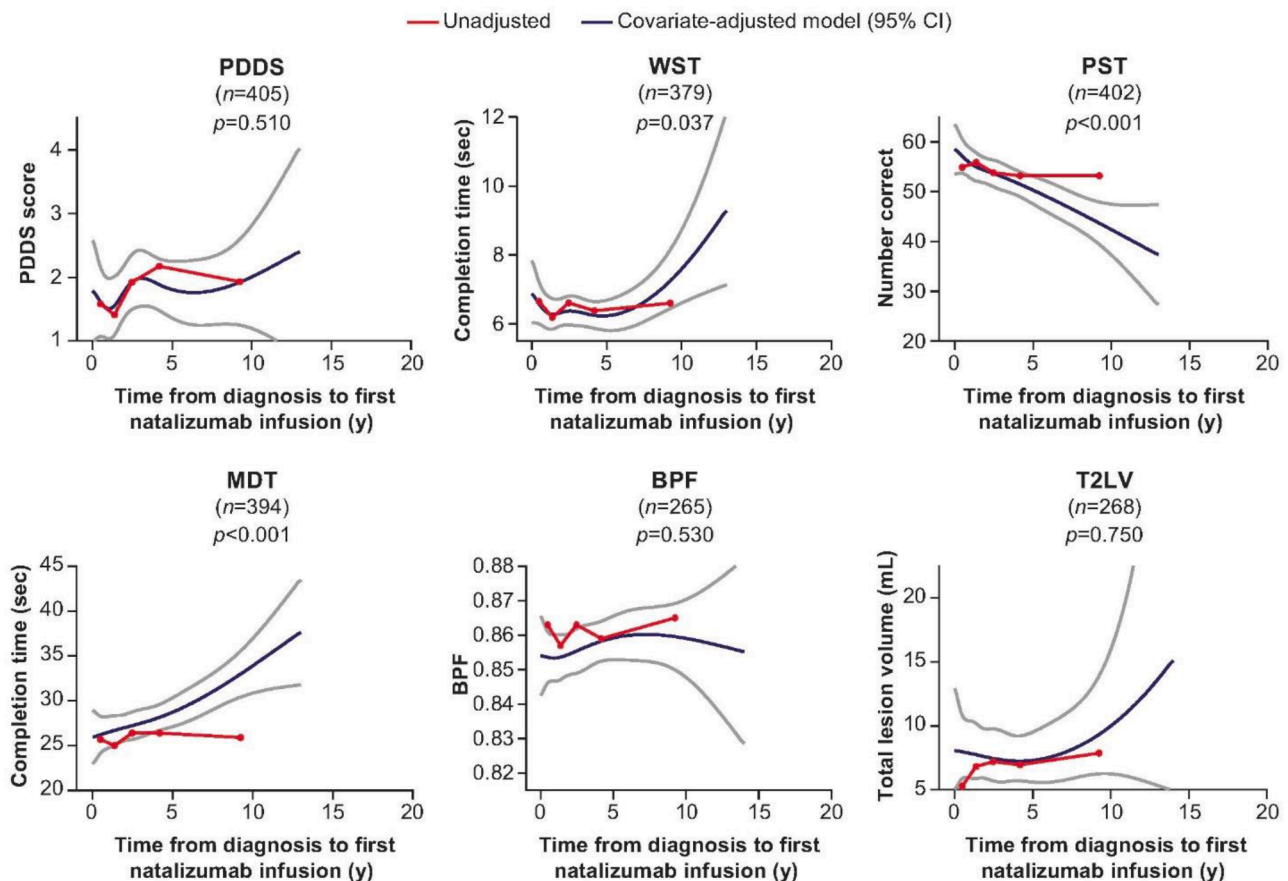 Unadjusted Covariate-adjusted model (95% CI)
PDDS
(n=405)
p=0.510
PDDS score
4
3
2
1
0 5 10 15 20
Time from diagnosis to first
natalizumab infusion (y)
WST
(n=379)
p=0.037
Completion time (sec)
12
10
8
6
0 5 10 15 20
Time from diagnosis to first
natalizumab infusion (y)
PST
(n=402)
p<0.001
Number correct
60
50
40
30
20
0 5 10 15 20
Time from diagnosis to first
natalizumab infusion (y)
MDT
(n=394)
p<0.001
Completion time (sec)
45
40
35
30
25
20
0 5 10 15 20
Time from diagnosis to first
natalizumab infusion (y)
BPF
(n=265)
p=0.530
BPF
0.88
0.87
0.86
0.85
0.84
0.83
0.82
0 5 10 15 20
Time from diagnosis to first
natalizumab infusion (y)
T2LV
(n=268)
p=0.750
Total lesion volume (mL)
20
15
10
5
0 5 10 15 20
Time from diagnosis to first
natalizumab infusion (y)